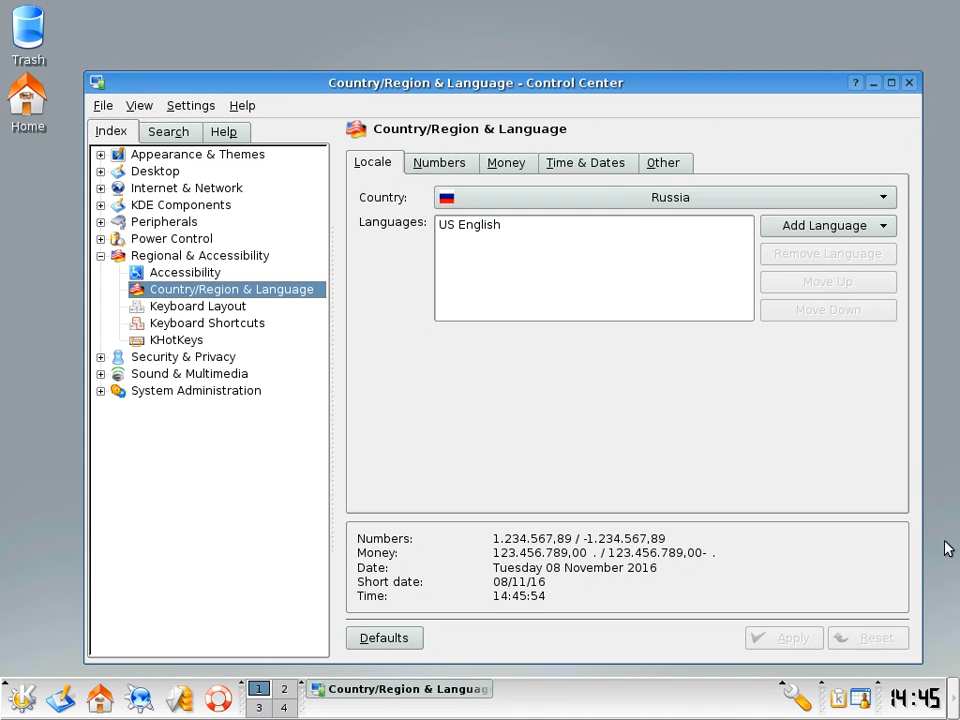 Trash
Home
Country/Region & Language - Control Center
?
File View Settings Help
Index Search Help
Appearance & Themes
Desktop
Internet & Network
KDE Components
Peripherals
Power Control
Regional & Accessibility
Accessibility
Country/Region & Language
Keyboard Layout
Keyboard Shortcuts
KHotKeys
Security & Privacy
Sound & Multimedia
System Administration
Country/Region & Language
Locale Numbers Money Time & Dates Other
Country: Russia
Languages: US English
Add Language
Remove Language
Move Up
Move Down
Numbers: 1.234.567,89 / -1.234.567,89
Money: 123.456.789,00 . / 123.456.789,00- .
Date: Tuesday 08 November 2016
Short date: 08/11/16
Time: 14:45:54
Defaults Apply Reset
1 2
3 4
Country/Region & Languag
14:45